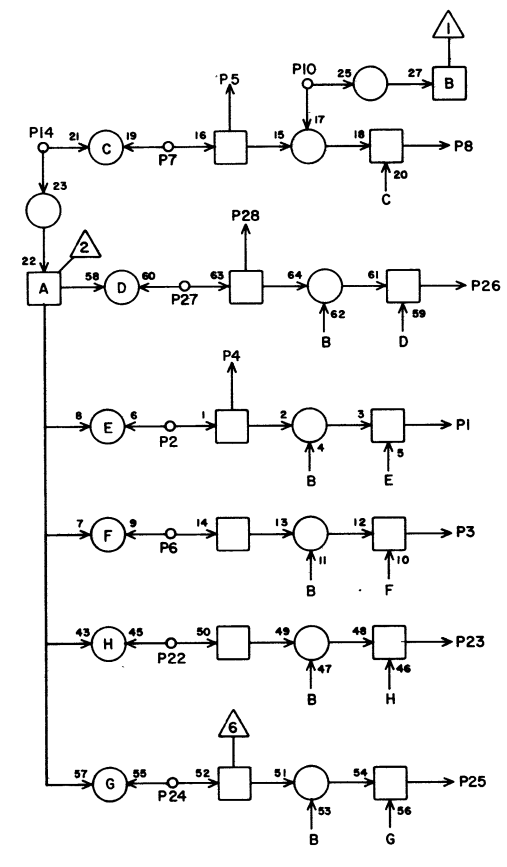 1
P5 P10 25 27 B
P14 21 C 19 P7 16 15 17 18 P8
20
C
23
P28
22 2
A 58 D 60 P27 63 64 61 P26
62 59
B D
P4
8 E 6 P2 1 2 3 P1
4 5
B E
7 F 9 P6 14 13 12 P3
11 10
B F
43 H 45 P22 50 49 48 P23
47 46
B H
6
57 G 55 P24 52 51 54 P25
53 56
B G